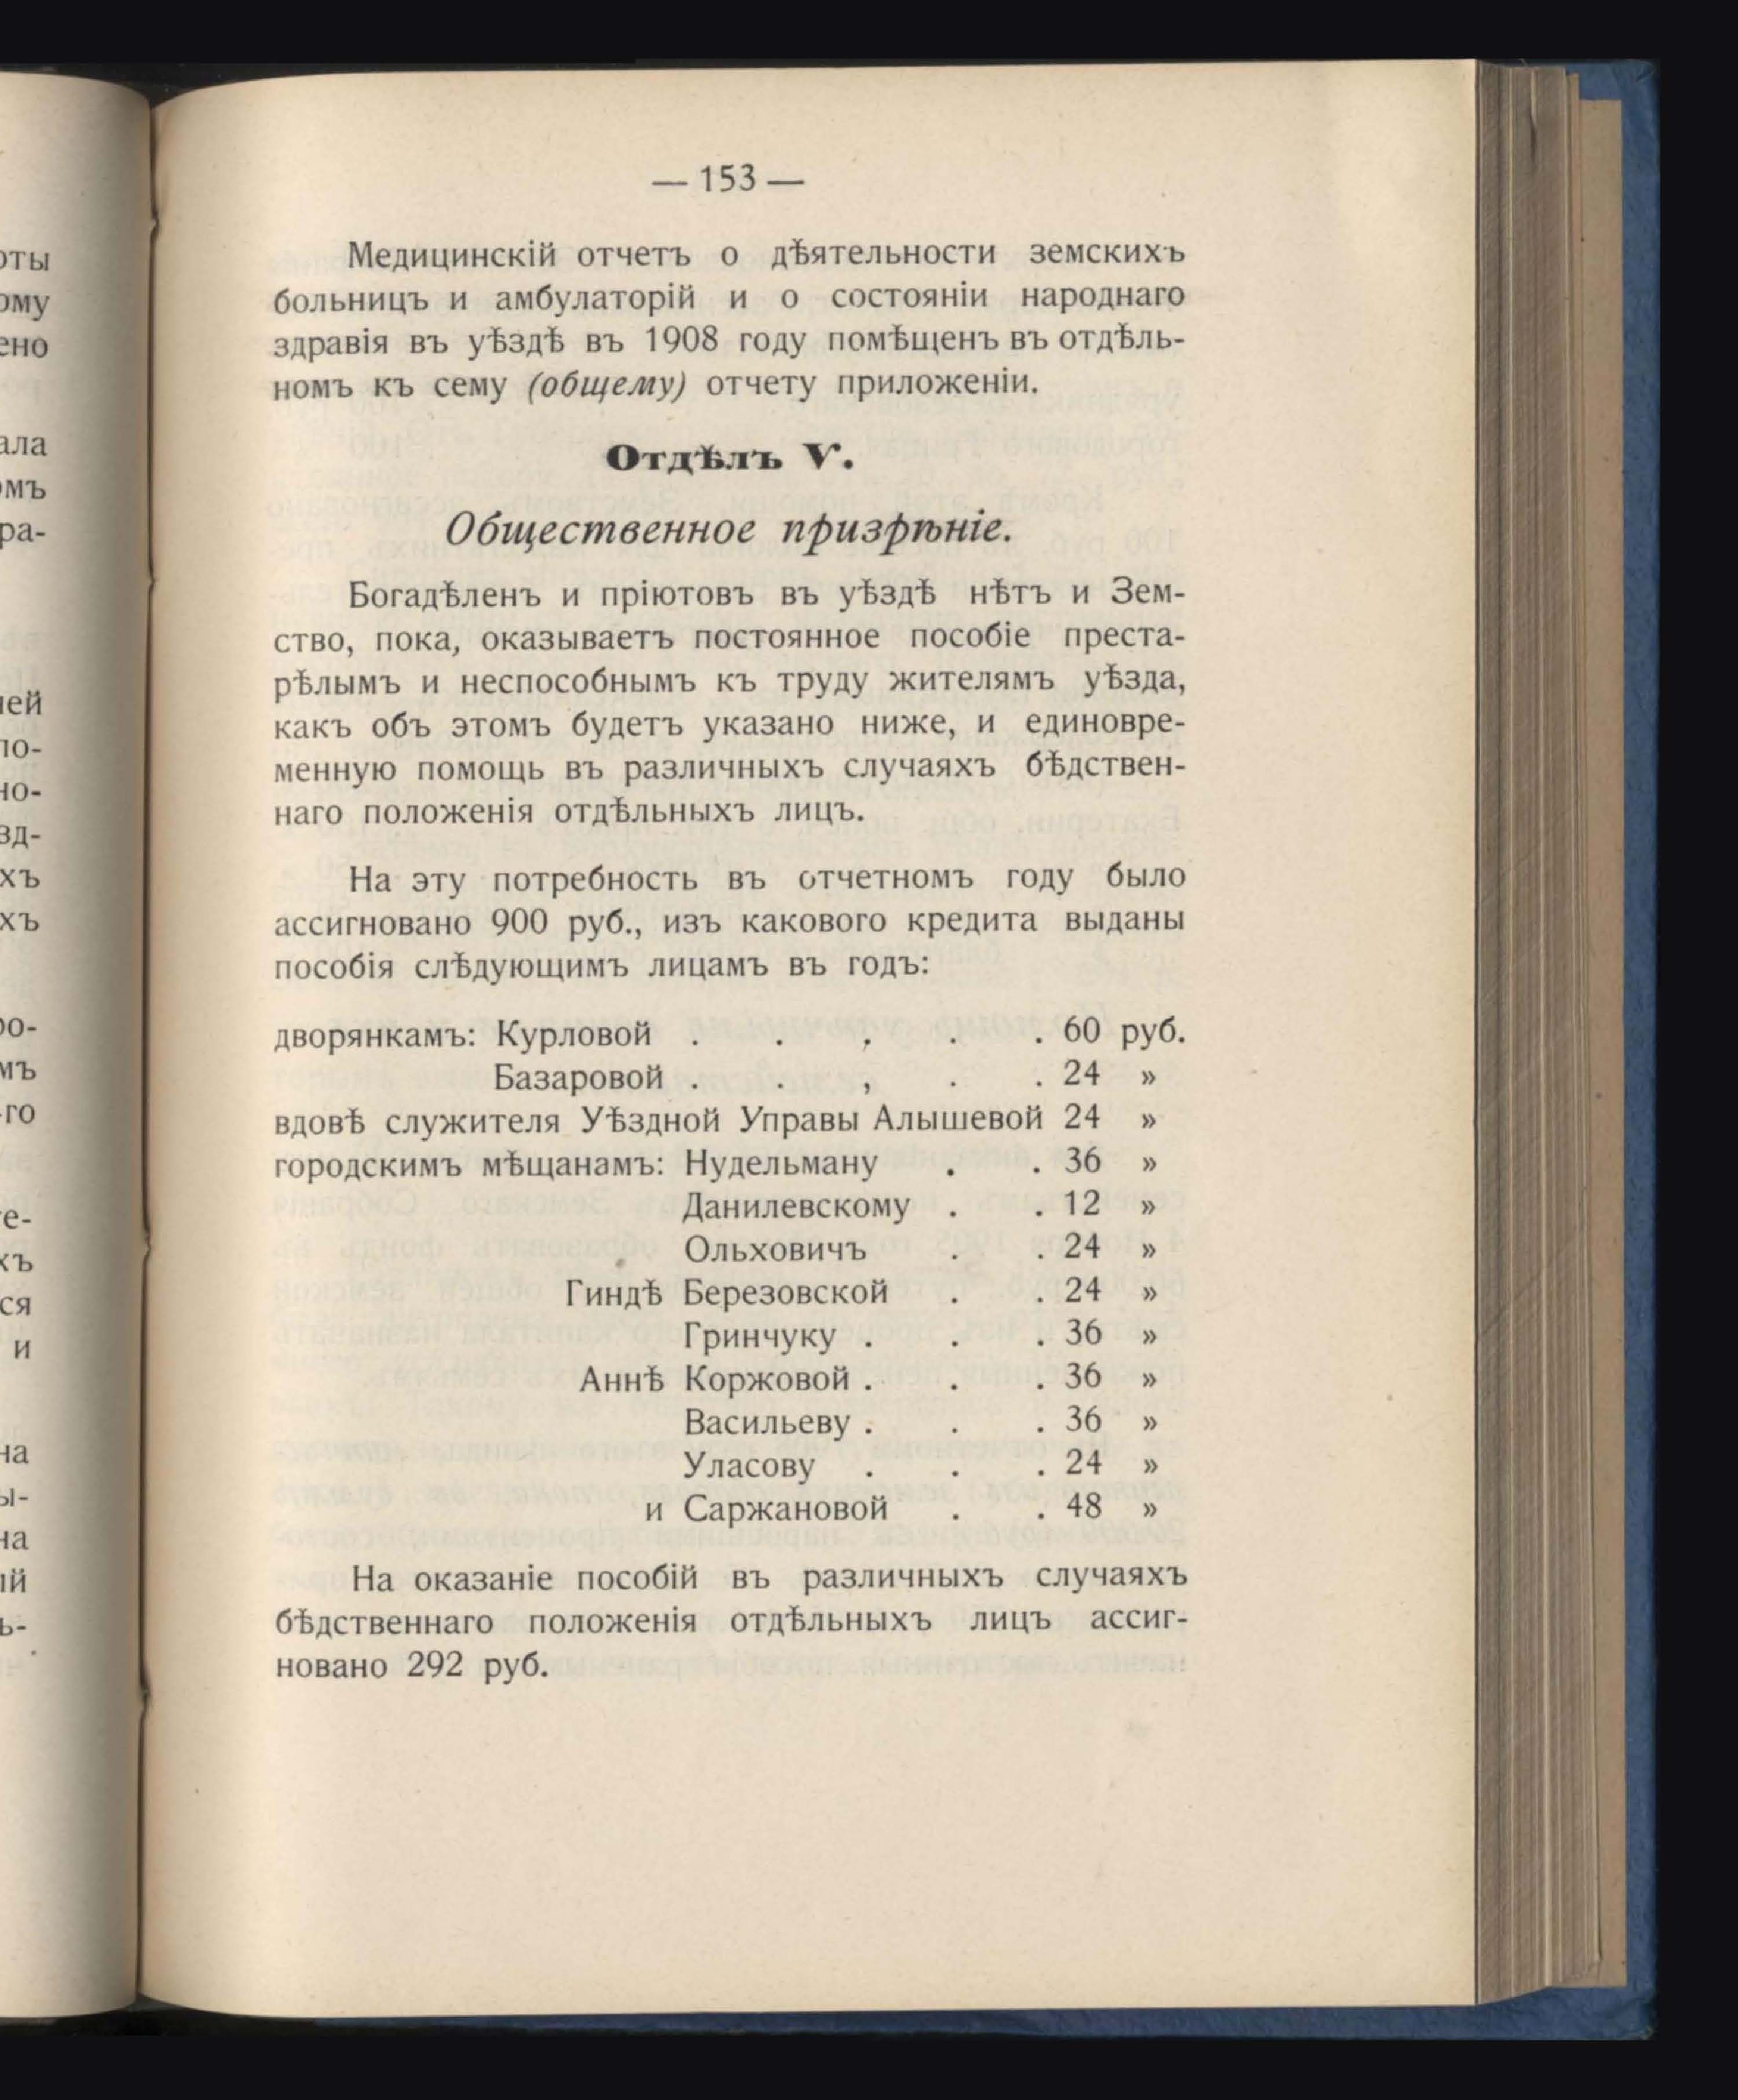 — 153 —
Медицинскій отчетъ о дѣятельности земскихъ
больницъ и амбулаторій и о состояніи народнаго
здравія въ уѣздѣ въ 1908 году помѣщенъ въ отдѣль-
номъ къ сему (общему) отчету приложеніи.
Отдѣлъ V.
Общественное призрѣніе.
Богадѣленъ и пріютовъ въ уѣздѣ нѣтъ и Зем-
ство, пока, оказываетъ постоянное пособіе преста-
рѣлымъ и неспособнымъ къ труду жителямъ уѣзда,
какъ объ этомъ будетъ указано ниже, и единовре-
менную помощь въ различныхъ случаяхъ бѣдствен-
наго положенія отдѣльныхъ лицъ.
На эту потребность въ отчетномъ году было
ассигновано 900 руб., изъ какового кредита выданы
пособія слѣдующимъ лицамъ въ годъ:
дворянкамъ: Курловой . . . . . 60 руб.
Базаровой . . , . . 24 »
вдовѣ служителя Уѣздной Управы Алышевой 24 »
городскимъ мѣщанамъ: Нудельману . . 36 »
Данилевскому . . 12 »
Ольховичъ . . 24 »
Гиндѣ Березовской . . 24 »
Гринчуку . . . 36 »
Аннѣ Коржовой . . . 36 »
Васильеву . . . 36 »
Уласову . . . 24 »
и Саржановой . . 48 »
На оказаніе пособій въ различныхъ случаяхъ
бѣдственнаго положенія отдѣльныхъ лицъ ассиг-
новано 292 руб.